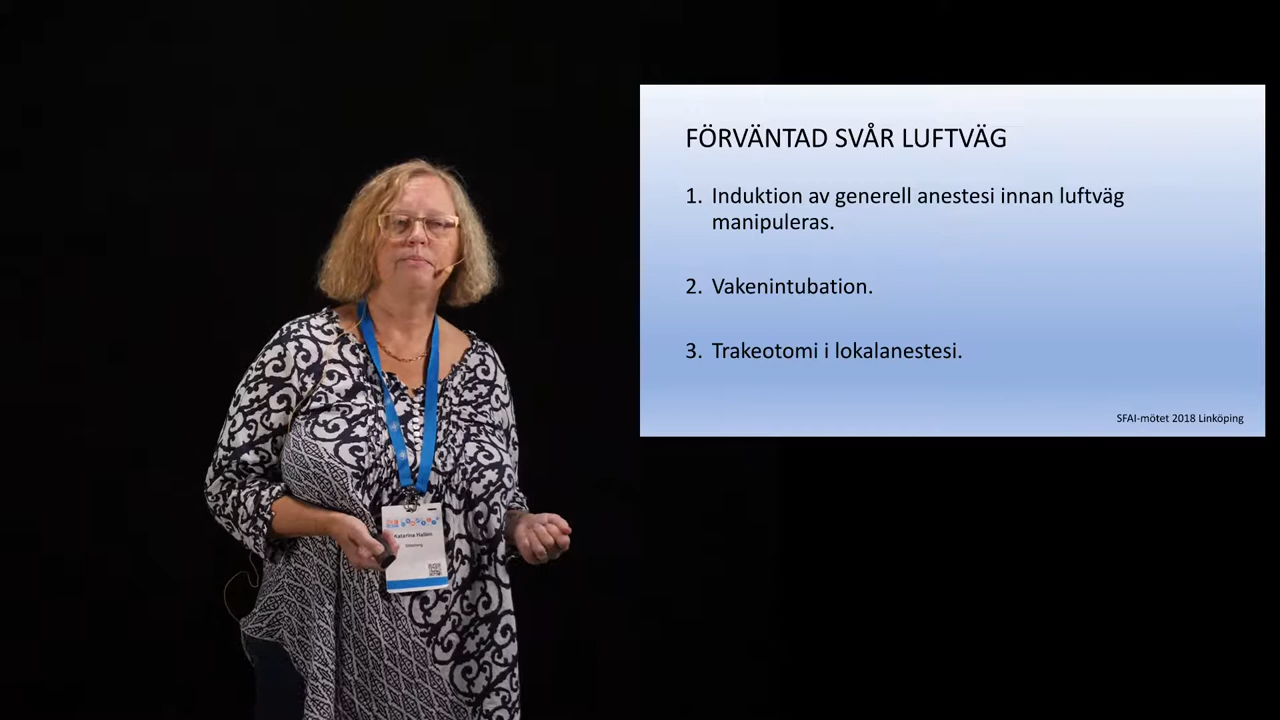 FÖRVÄNTAD SVÅR LUFTVÄG
1. Induktion av generell anestesi innan luftväg
manipuleras.
2. Vakenintubation.
3. Trakeotomi i lokalanestesi.
SFAI-mötet 2018 Linköping
Katarina